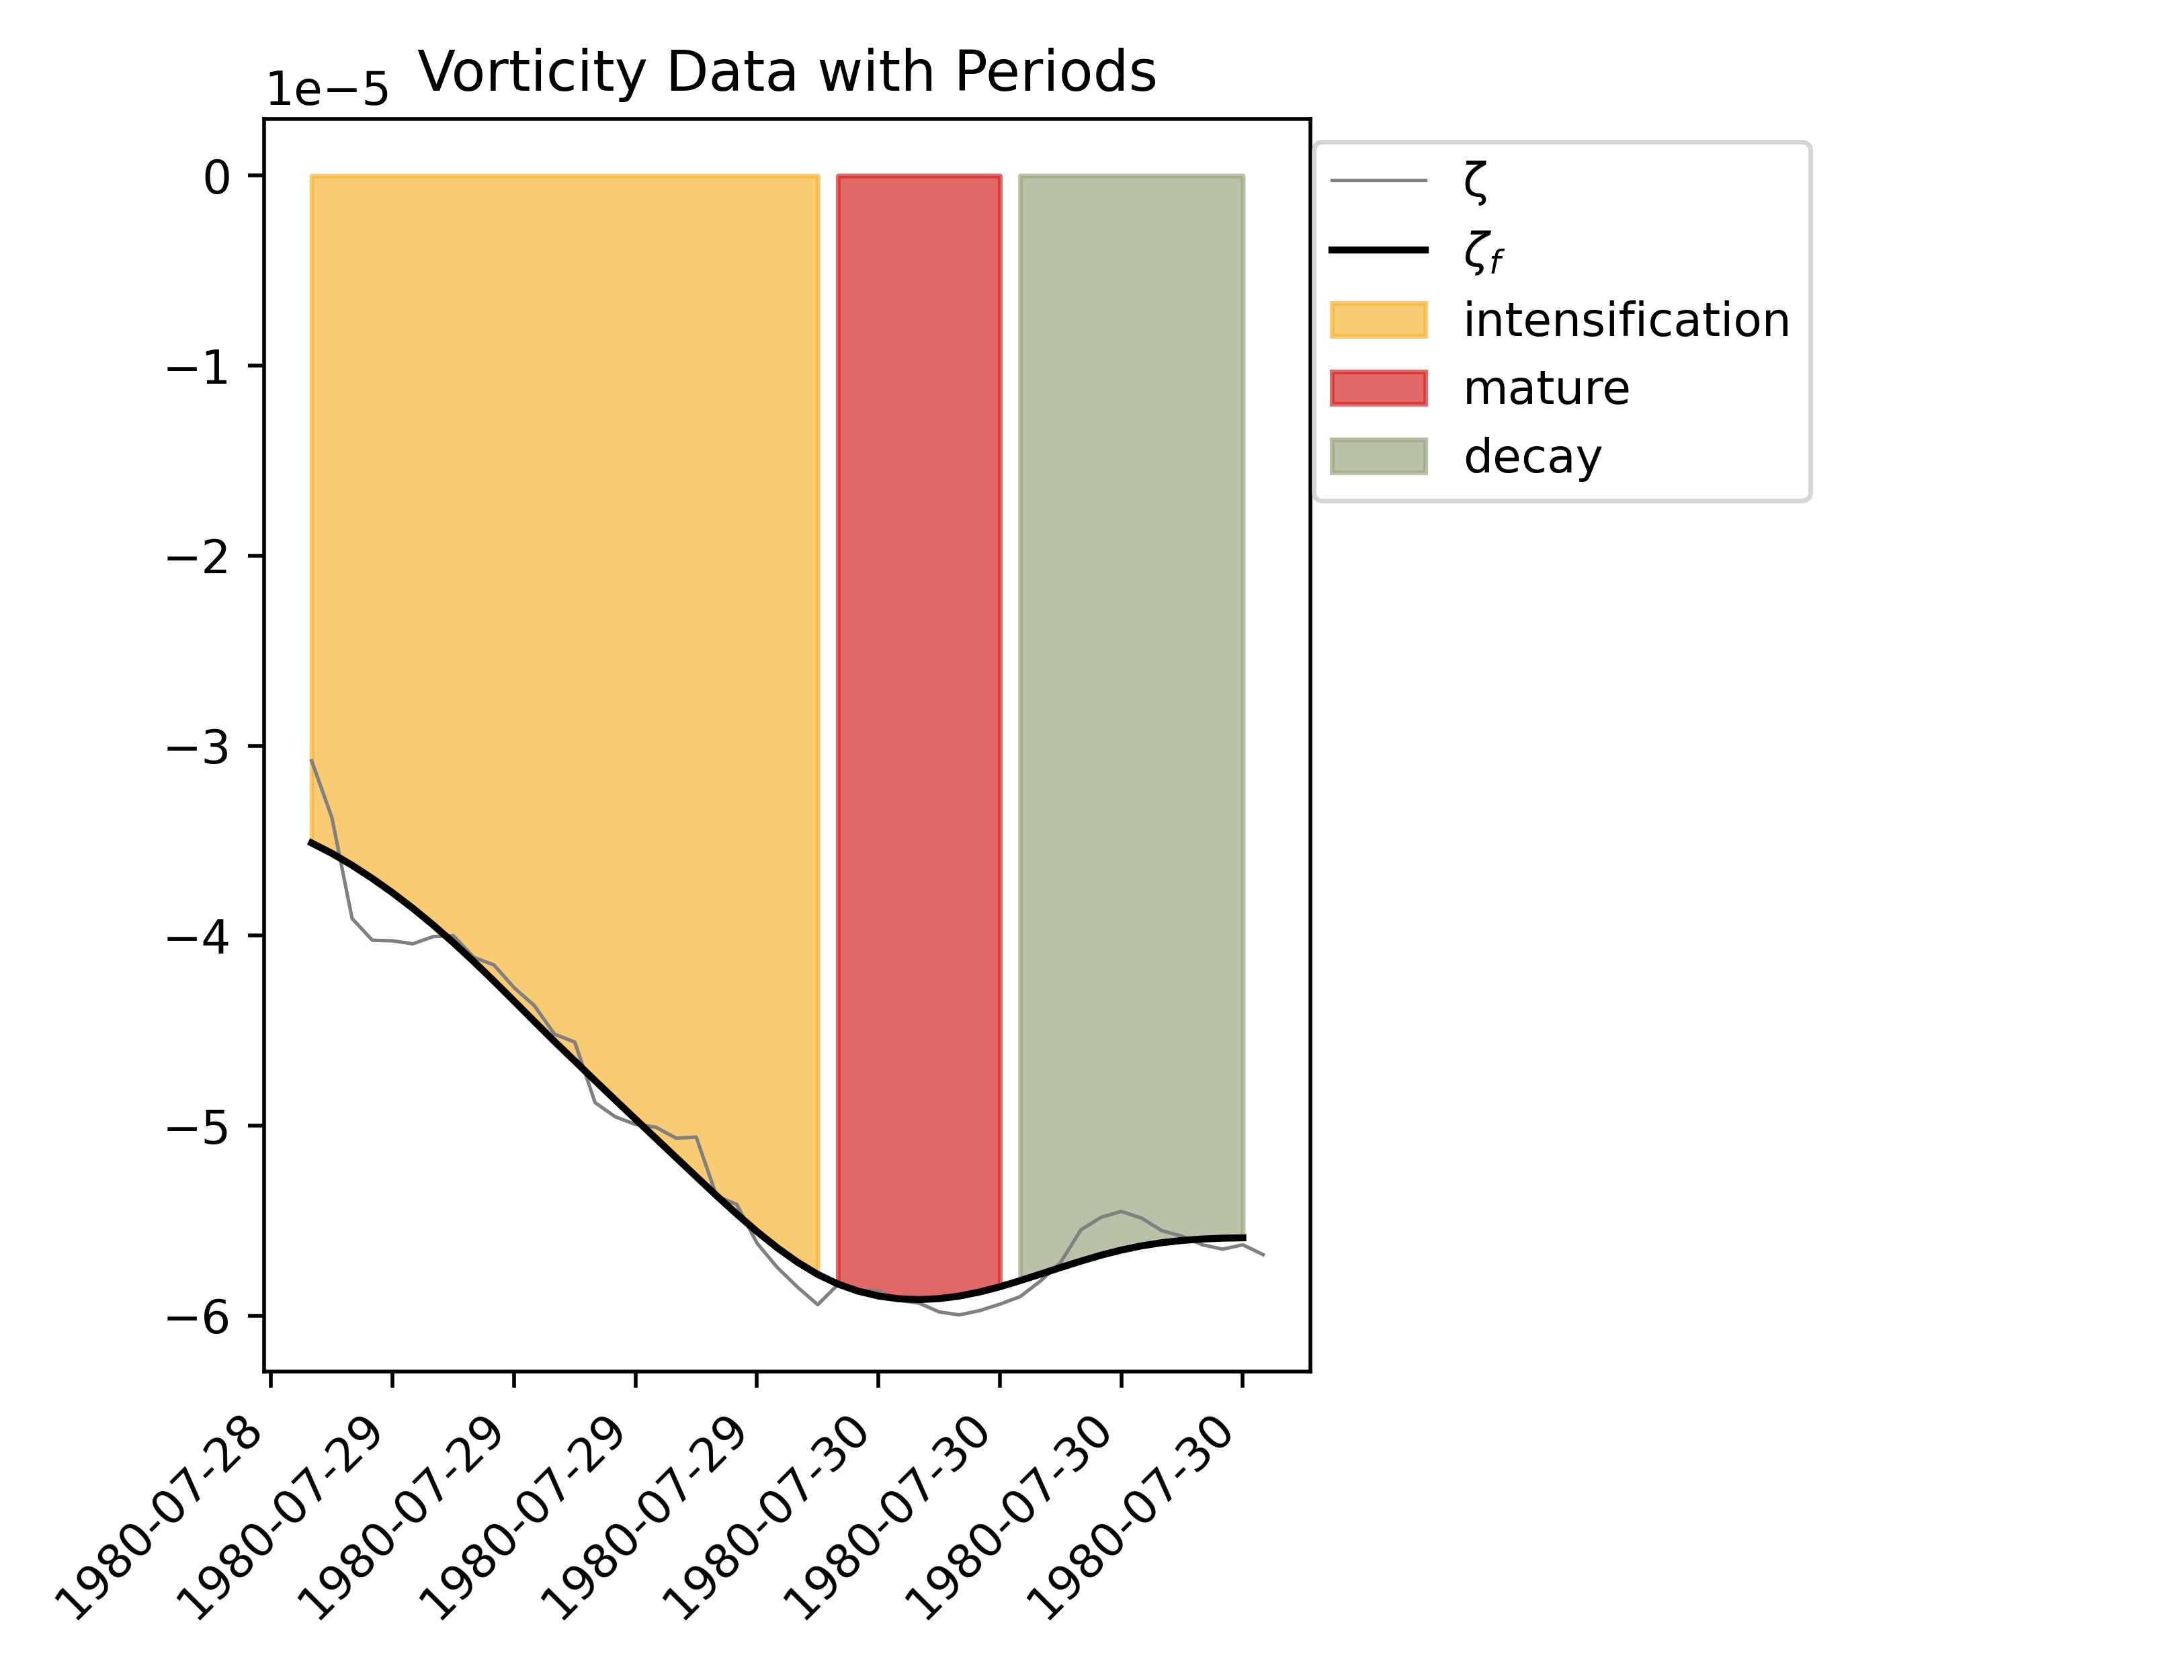 Vorticity Data with Periods
1e−5
0
−1
−2
−3
−4
−5
−6
1980-07-28
1980-07-29
1980-07-29
1980-07-29
1980-07-29
1980-07-30
1980-07-30
1980-07-30
1980-07-30
ζ
ζf
intensification
mature
decay